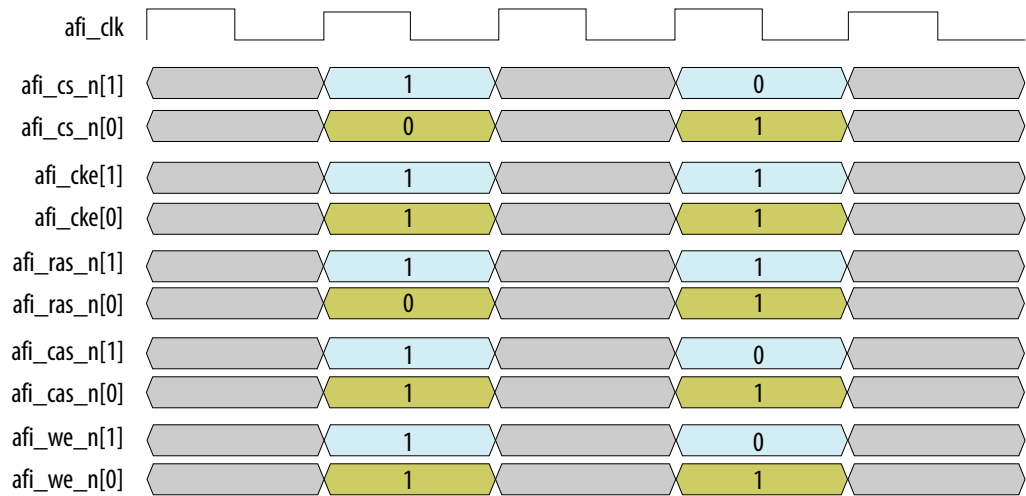 afi_clk
afi_cs_n[1] 1 0
afi_cs_n[0] 0 1
afi_cke[1] 1 1
afi_cke[0] 1 1
afi_ras_n[1] 1 1
afi_ras_n[0] 0 1
afi_cas_n[1] 1 0
afi_cas_n[0] 1 1
afi_we_n[1] 1 0
afi_we_n[0] 1 1